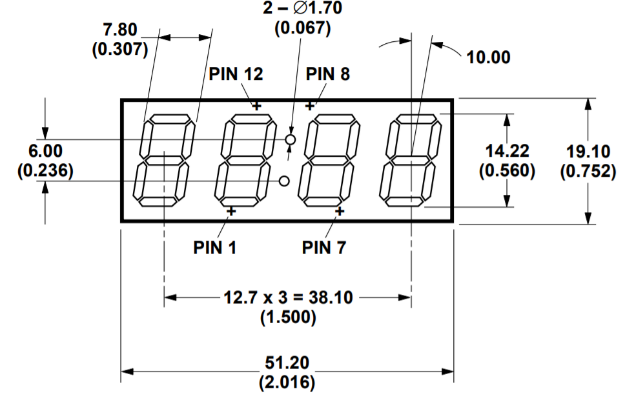 2 – Ø1.70
(0.067)
7.80
(0.307)
10.00
PIN 12
PIN 8
6.00
(0.236)
14.22
(0.560)
19.10
(0.752)
PIN 1
PIN 7
12.7 x 3 = 38.10
(1.500)
51.20
(2.016)